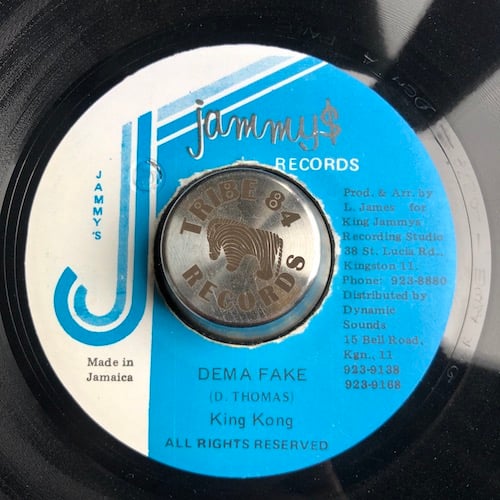 jammy$
RECORDS
JAMMY'S
TRIBE 84
RECORDS
Prod. & Arr. by
L. James for
King Jammys
Recording Studio
38 St. Lucia Rd.,
Kingston 11.
Phone: 923-8880
Distributed by
Dynamic
Sounds
15 Bell Road,
Kgn., 11
923-9138
923-9168
Made in
Jamaica
DEMA FAKE
(D. THOMAS)
King Kong
ALL RIGHTS RESERVED